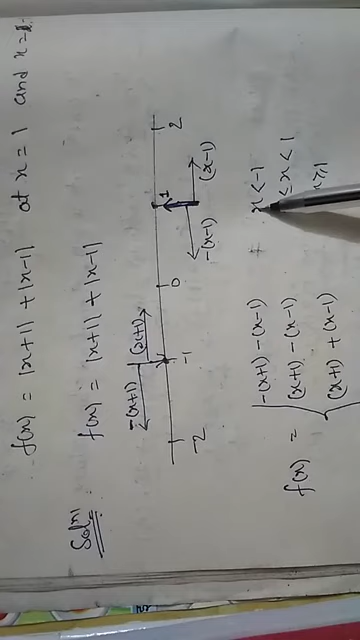 f(x) = |x+1| + |x-1| at x = 1 and x =
Soln:
f(x) = |x+1| + |x-1|
-(x+1) (x+1) -(x-1) (x-1)
-2 -1 0 1 2
f(x) = { -(x+1) -(x-1) x < -1
(x+1) -(x-1) ≤ x < 1
(x+1) + (x-1) x ≥ 1